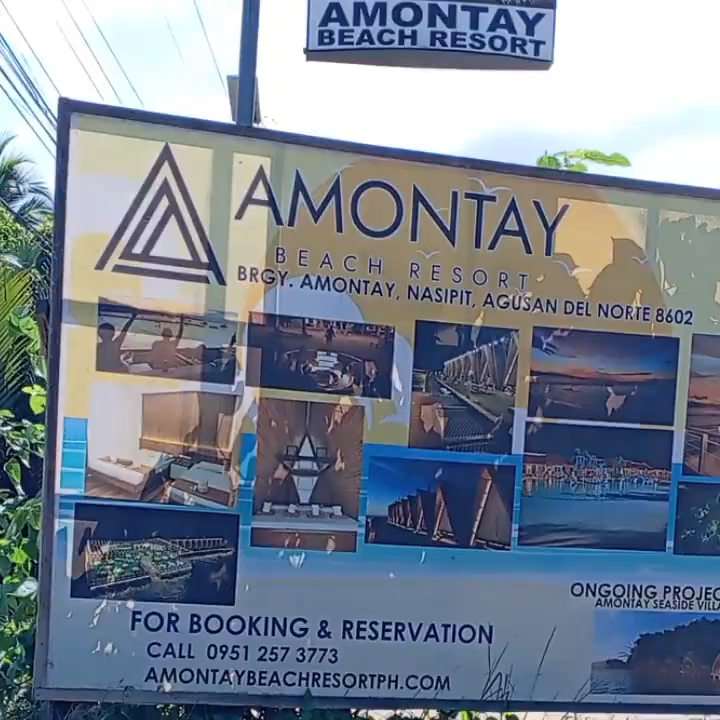 AMONTAY
BEACH RESORT
AMONTAY
BEACH RESORT
BRGY. AMONTAY, NASIPIT, AGUSAN DEL NORTE 8602
ONGOING PROJEC
AMONTAY SEASIDE VILLA
FOR BOOKING & RESERVATION
CALL 0951 257 3773
AMONTAYBEACHRESORTPH.COM